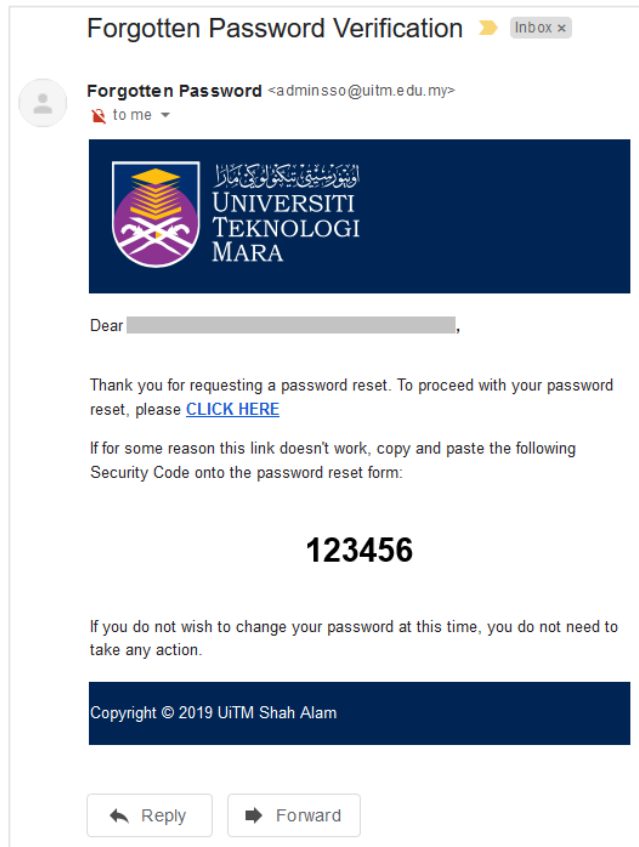 Forgotten Password Verification Inbox x
Forgotten Password <adminsso@uitm.edu.my>
to me
اونيۏرسيتي تيكنولوكي مارا
UNIVERSITI
TEKNOLOGI
MARA
Dear ,
Thank you for requesting a password reset. To proceed with your password
reset, please CLICK HERE
If for some reason this link doesn't work, copy and paste the following
Security Code onto the password reset form:
123456
If you do not wish to change your password at this time, you do not need to
take any action.
Copyright © 2019 UiTM Shah Alam
Reply Forward